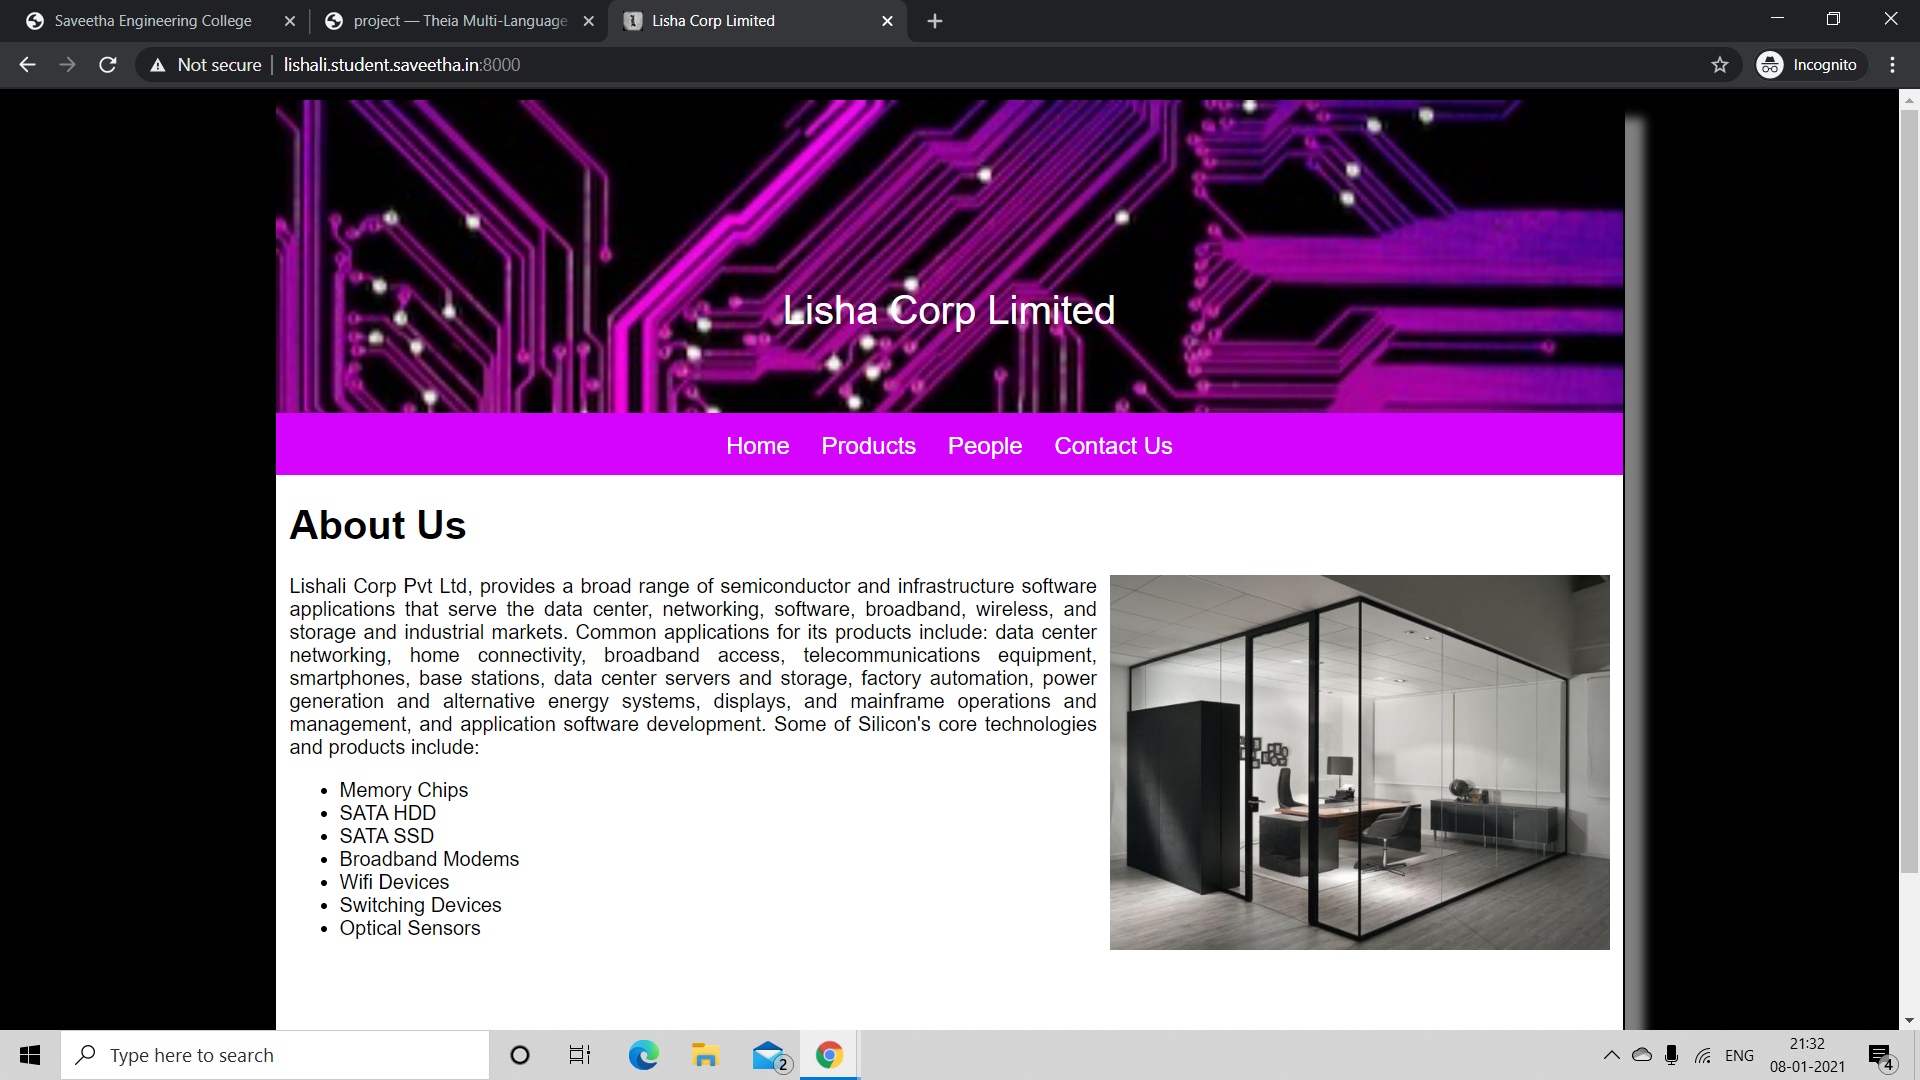 Saveetha Engineering College
project — Theia Multi-Language
Lisha Corp Limited
Not secure
lishali.student.saveetha.in:8000
Incognito
Lisha Corp Limited
Home Products People Contact Us
About Us
Lishali Corp Pvt Ltd, provides a broad range of semiconductor and infrastructure software
applications that serve the data center, networking, software, broadband, wireless, and
storage and industrial markets. Common applications for its products include: data center
networking, home connectivity, broadband access, telecommunications equipment,
smartphones, base stations, data center servers and storage, factory automation, power
generation and alternative energy systems, displays, and mainframe operations and
management, and application software development. Some of Silicon's core technologies
and products include:
Memory Chips
SATA HDD
SATA SSD
Broadband Modems
Wifi Devices
Switching Devices
Optical Sensors
Type here to search
2
ENG
21:32
08-01-2021
4